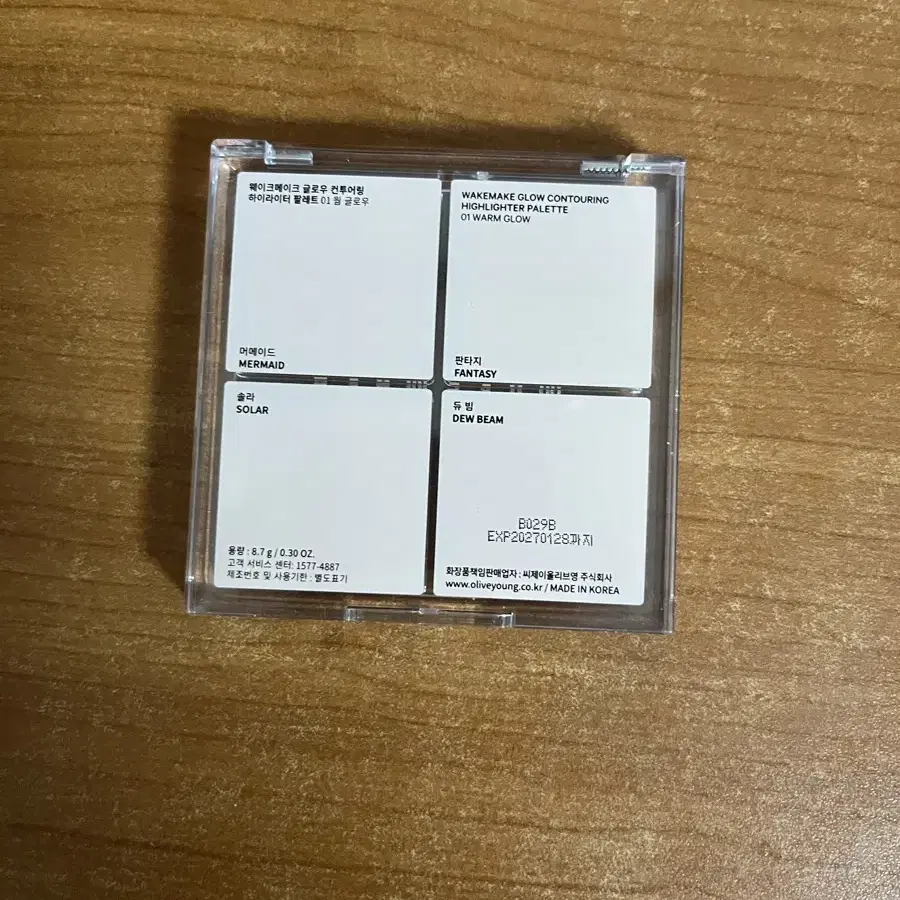 웨이크메이크 글로우 컨투어링
하이라이터 팔레트 01 웜 글로우
WAKEMAKE GLOW CONTOURING
HIGHLIGHTER PALETTE
01 WARM GLOW
머메이드
MERMAID
판타지
FANTASY
솔라
SOLAR
듀 빔
DEW BEAM
용량 : 8.7 g / 0.30 OZ.
고객 서비스 센터: 1577-4887
제조번호 및 사용기한 : 별도표기
B029B
EXP20270128까지
화장품책임판매업자 : 씨제이올리브영 주식회사
www.oliveyoung.co.kr / MADE IN KOREA